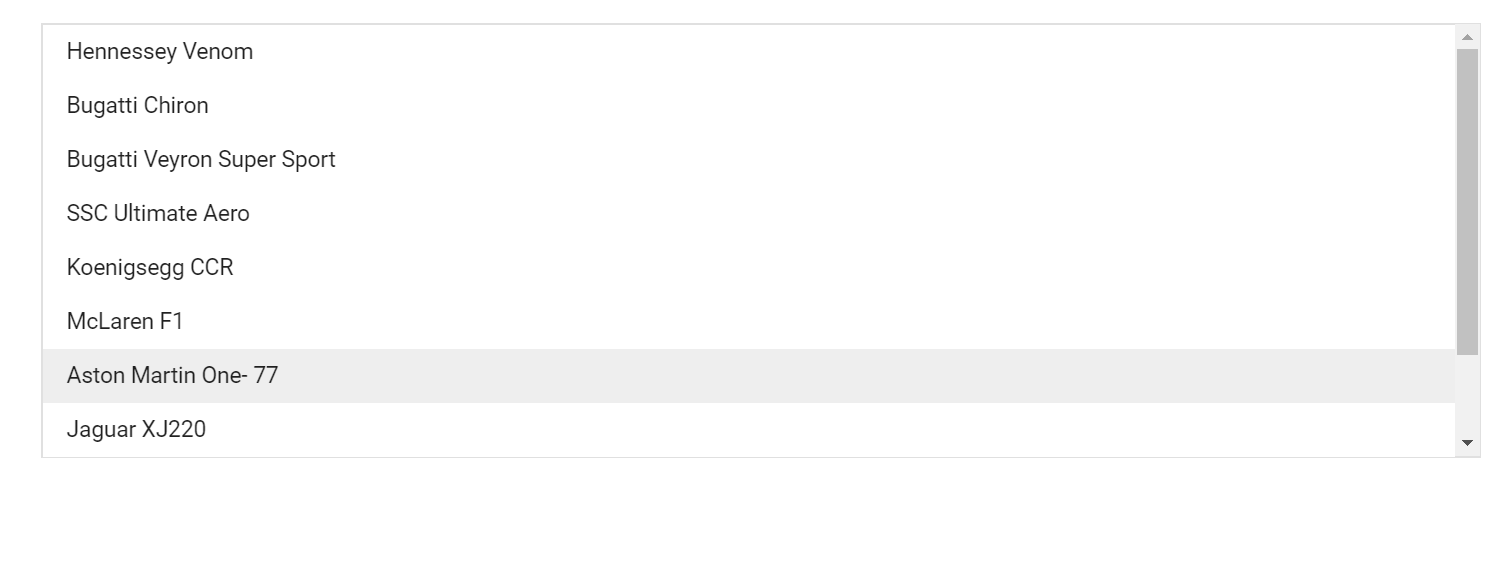 Hennessey Venom
Bugatti Chiron
Bugatti Veyron Super Sport
SSC Ultimate Aero
Koenigsegg CCR
McLaren F1
Aston Martin One- 77
Jaguar XJ220